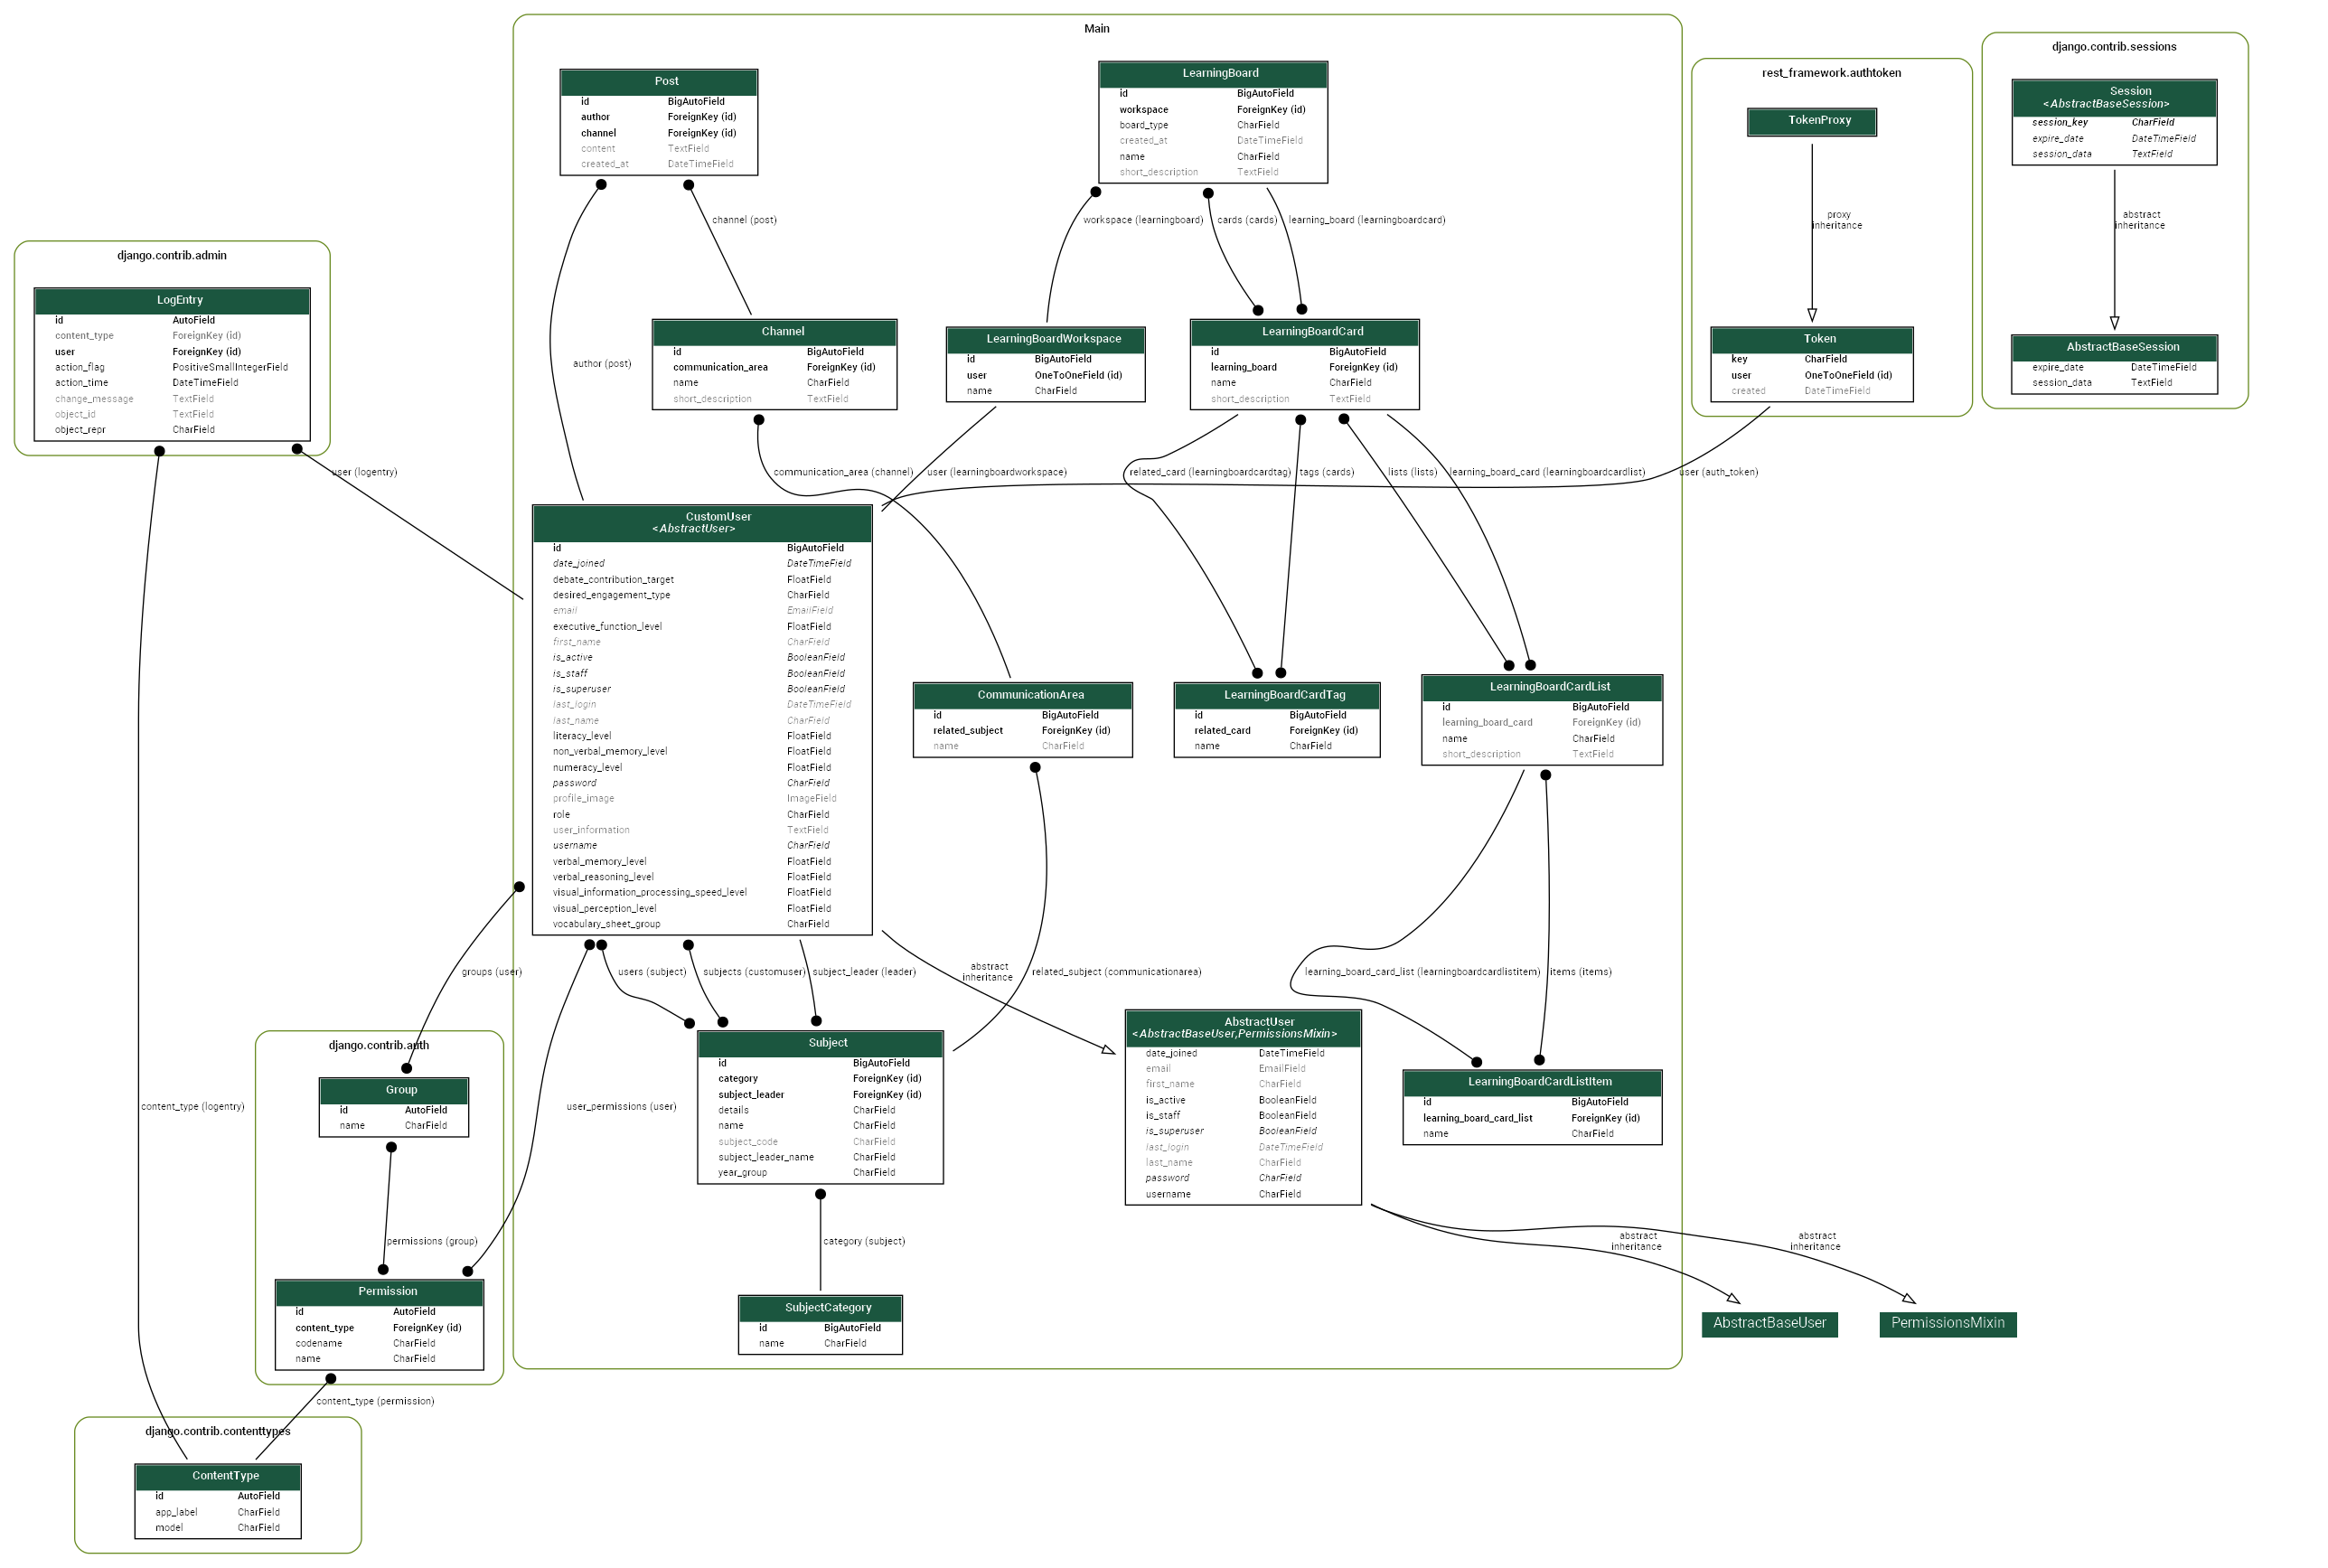 Main
django.contrib.sessions
rest_framework.authtoken
django.contrib.admin
Post
id BigAutoField
author ForeignKey (id)
channel ForeignKey (id)
content TextField
created_at DateTimeField
LearningBoard
id BigAutoField
workspace ForeignKey (id)
board_type CharField
created_at DateTimeField
name CharField
short_description TextField
TokenProxy
Session
<AbstractBaseSession>
session_key CharField
expire_date DateTimeField
session_data TextField
channel (post)
workspace (learningboard)
cards (cards)
learning_board (learningboardcard)
proxy
inheritance
abstract
inheritance
LogEntry
id AutoField
content_type ForeignKey (id)
user ForeignKey (id)
action_flag PositiveSmallIntegerField
action_time DateTimeField
change_message TextField
object_id TextField
object_repr CharField
author (post)
Channel
id BigAutoField
communication_area ForeignKey (id)
name CharField
short_description TextField
LearningBoardWorkspace
id BigAutoField
user OneToOneField (id)
name CharField
LearningBoardCard
id BigAutoField
learning_board ForeignKey (id)
name CharField
short_description TextField
Token
key CharField
user OneToOneField (id)
created DateTimeField
AbstractBaseSession
expire_date DateTimeField
session_data TextField
user (logentry)
communication_area (channel)
user (learningboardworkspace)
related_card (learningboardcardtag)
tags (cards)
lists (lists)
learning_board_card (learningboardcardlist)
user (auth_token)
CustomUser
<AbstractUser>
id BigAutoField
date_joined DateTimeField
debate_contribution_target FloatField
desired_engagement_type CharField
email EmailField
executive_function_level FloatField
first_name CharField
is_active BooleanField
is_staff BooleanField
is_superuser BooleanField
last_login DateTimeField
last_name CharField
literacy_level FloatField
non_verbal_memory_level FloatField
numeracy_level FloatField
password CharField
profile_image ImageField
role CharField
user_information TextField
username CharField
verbal_memory_level FloatField
verbal_reasoning_level FloatField
visual_information_processing_speed_level FloatField
visual_perception_level FloatField
vocabulary_sheet_group CharField
CommunicationArea
id BigAutoField
related_subject ForeignKey (id)
name CharField
LearningBoardCardTag
id BigAutoField
related_card ForeignKey (id)
name CharField
LearningBoardCardList
id BigAutoField
learning_board_card ForeignKey (id)
name CharField
short_description TextField
groups (user)
users (subject)
subjects (customuser)
subject_leader (leader)
abstract
inheritance
related_subject (communicationarea)
learning_board_card_list (learningboardcardlistitem)
items (items)
django.contrib.auth
Group
id AutoField
name CharField
content_type (logentry)
user_permissions (user)
Subject
id BigAutoField
category ForeignKey (id)
subject_leader ForeignKey (id)
details CharField
name CharField
subject_code CharField
subject_leader_name CharField
year_group CharField
AbstractUser
<AbstractBaseUser,PermissionsMixin>
date_joined DateTimeField
email EmailField
first_name CharField
is_active BooleanField
is_staff BooleanField
is_superuser BooleanField
last_login DateTimeField
last_name CharField
password CharField
username CharField
LearningBoardCardListItem
id BigAutoField
learning_board_card_list ForeignKey (id)
name CharField
permissions (group)
category (subject)
abstract
inheritance
abstract
inheritance
Permission
id AutoField
content_type ForeignKey (id)
codename CharField
name CharField
SubjectCategory
id BigAutoField
name CharField
AbstractBaseUser
PermissionsMixin
content_type (permission)
django.contrib.contenttypes
ContentType
id AutoField
app_label CharField
model CharField